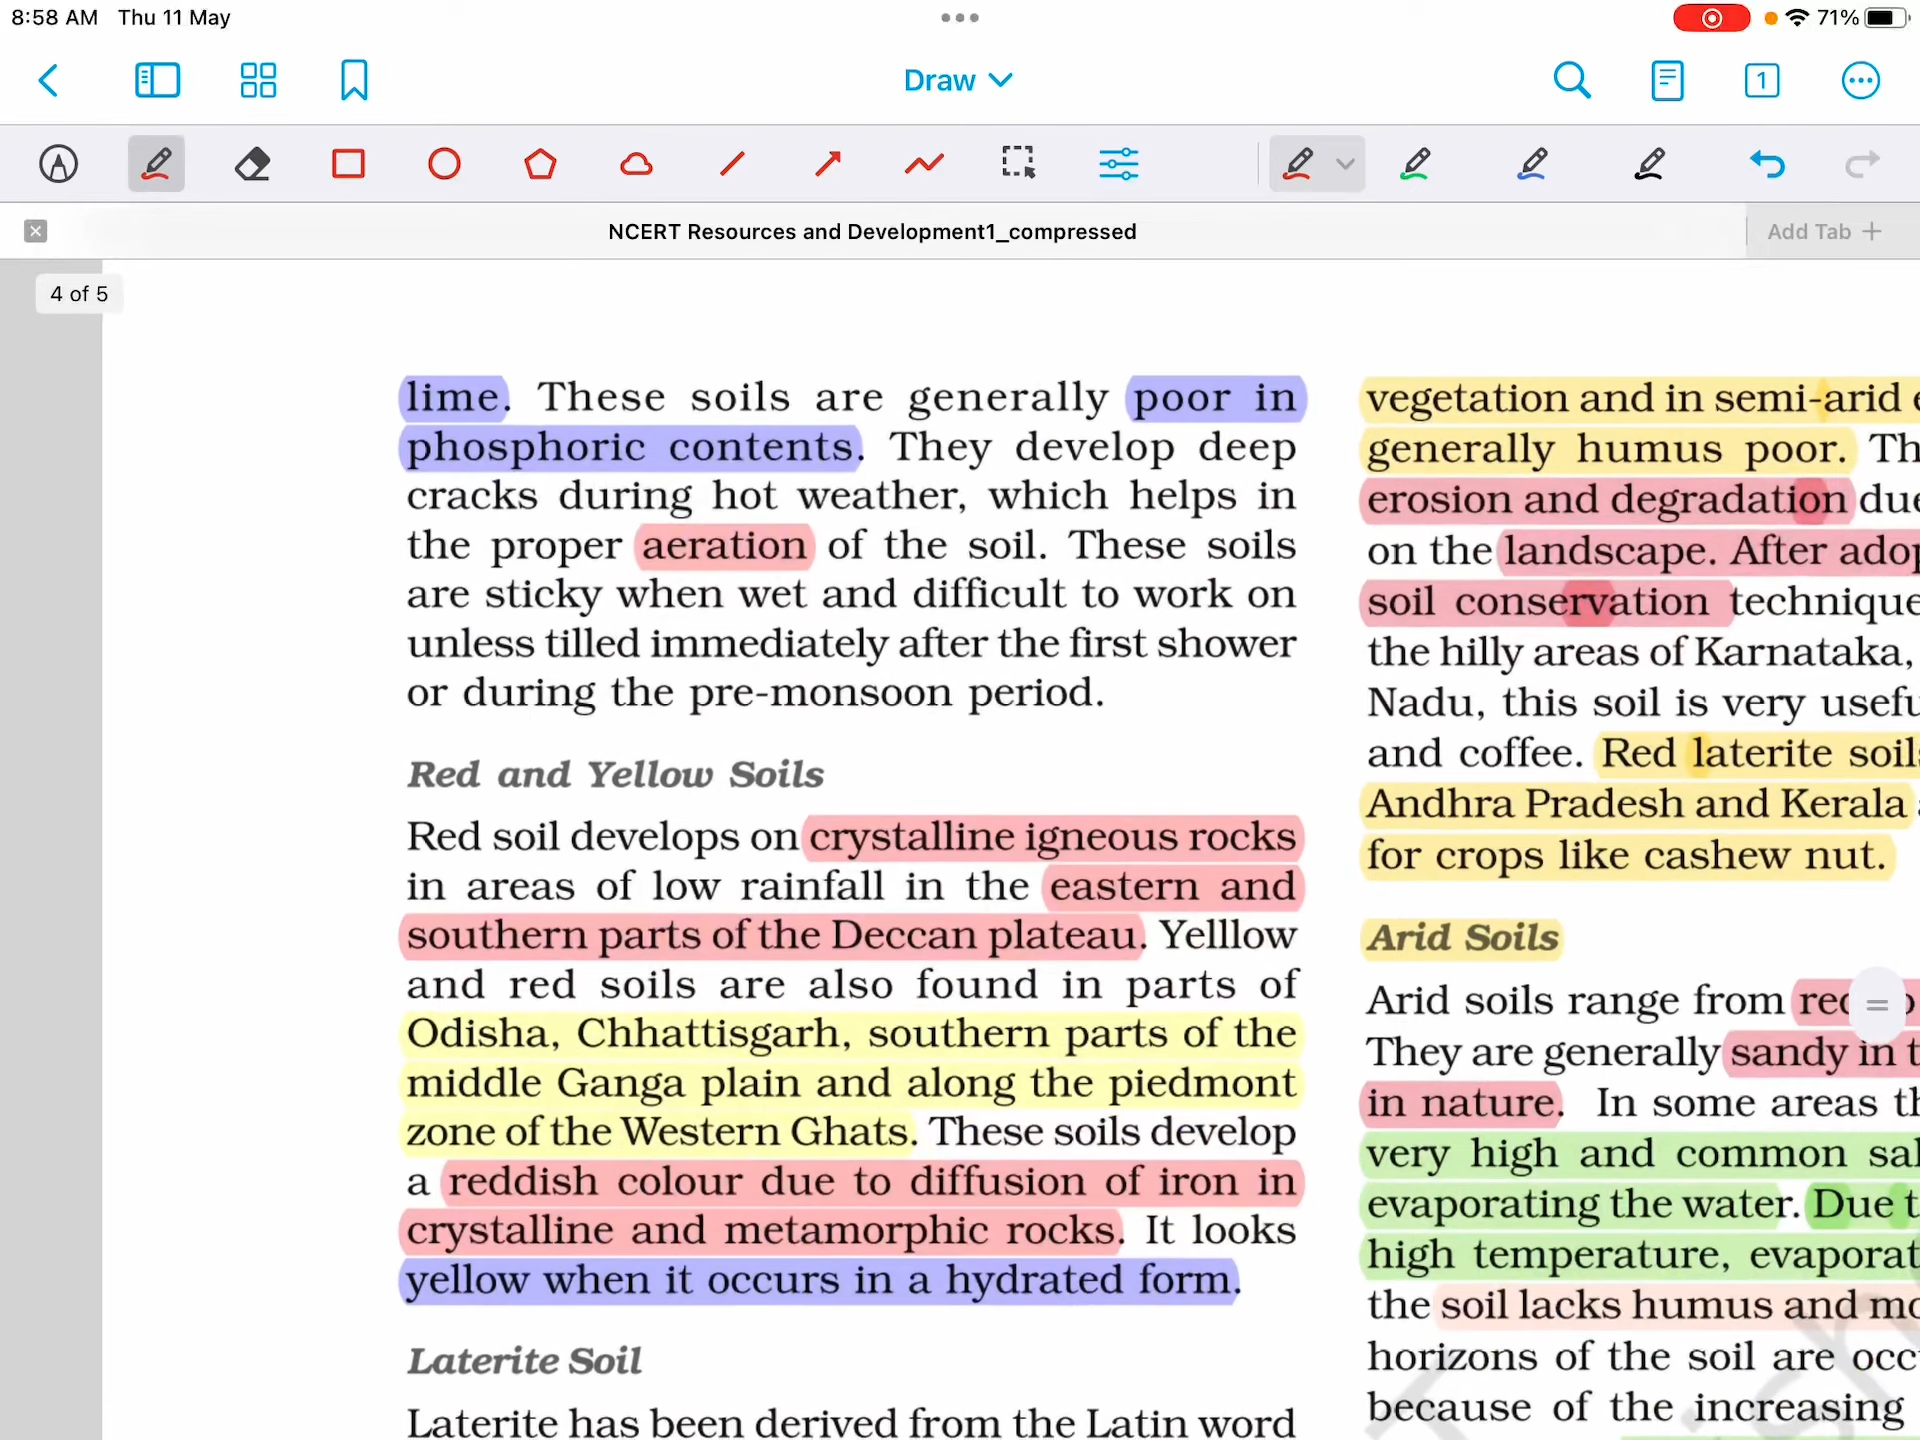 8:58 AM Thu 11 May
71%
Draw
1
NCERT Resources and Development1_compressed
Add Tab +
4 of 5
lime. These soils are generally poor in
phosphoric contents. They develop deep
cracks during hot weather, which helps in
the proper aeration of the soil. These soils
are sticky when wet and difficult to work on
unless tilled immediately after the first shower
or during the pre-monsoon period.
Red and Yellow Soils
Red soil develops on crystalline igneous rocks
in areas of low rainfall in the eastern and
southern parts of the Deccan plateau. Yelllow
and red soils are also found in parts of
Odisha, Chhattisgarh, southern parts of the
middle Ganga plain and along the piedmont
zone of the Western Ghats. These soils develop
a reddish colour due to diffusion of iron in
crystalline and metamorphic rocks. It looks
yellow when it occurs in a hydrated form.
Laterite Soil
Laterite has been derived from the Latin word
vegetation and in semi-arid
generally humus poor.
erosion and degradation due
on the landscape. After
soil conservation
the hilly areas of Karnataka,
Nadu, this soil is very
and coffee. Red laterite
Andhra Pradesh and Kerala
for crops like cashew nut.
Arid Soils
Arid soils range from
They are generally sandy in
in nature. In some areas
very high and common
evaporating the water. Due
high temperature,
the soil lacks humus and
horizons of the soil are
because of the increasing